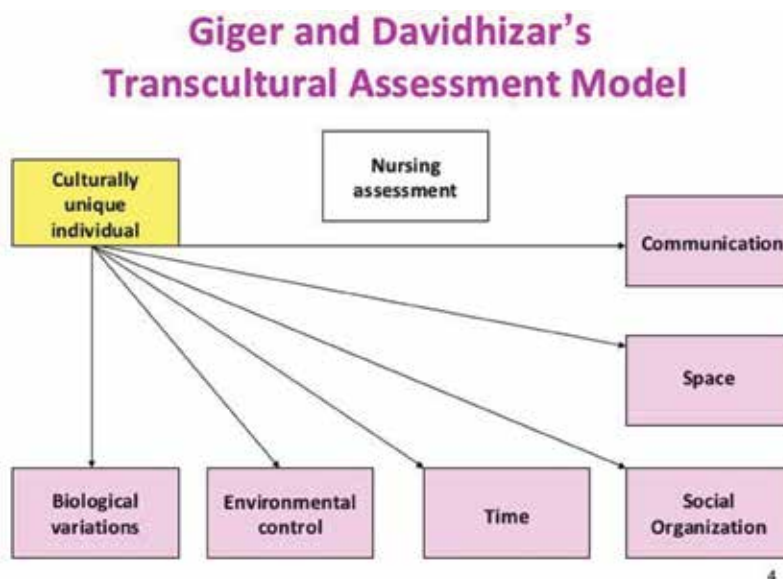 Giger and Davidhizar's
Transcultural Assessment Model
Culturally
unique
individual
Nursing
assessment
Communication
Space
Biological
variations
Environmental
control
Time
Social
Organization
4